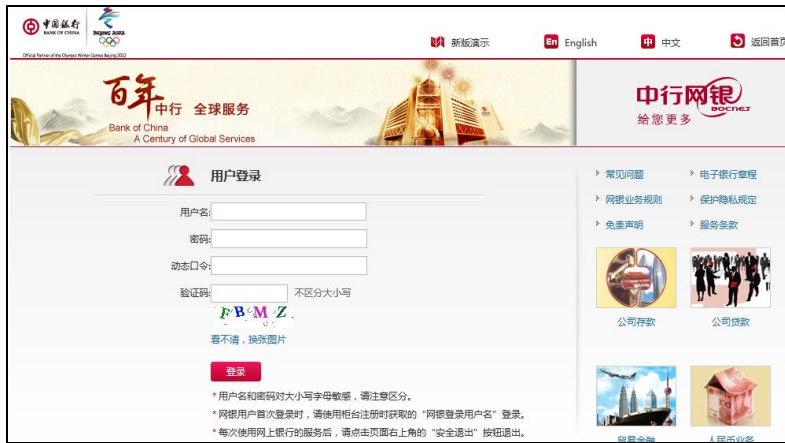 中国银行
BANK OF CHINA
BEIJING 2022
Official Partner of the Olympic Winter Games Beijing 2022
新版演示
En English
中 中文
返回首页
百年中行 全球服务
Bank of China
A Century of Global Services
中行网银
BOCNET
给您更多
用户登录
用户名:
密码:
动态口令:
验证码:
不区分大小写
FBMZ
看不清，换张图片
登录
*用户名和密码对大小写字母敏感，请注意区分。
*网银用户首次登录时，请使用柜台注册时获取的“网银登录用户名”登录。
*每次使用网上银行的服务后，请点击页面右上角的“安全退出”按钮退出。
常见问题
电子银行章程
网银业务规则
保护隐私规定
免责声明
服务条款
公司存款
公司贷款
贸易金融
人民币业务